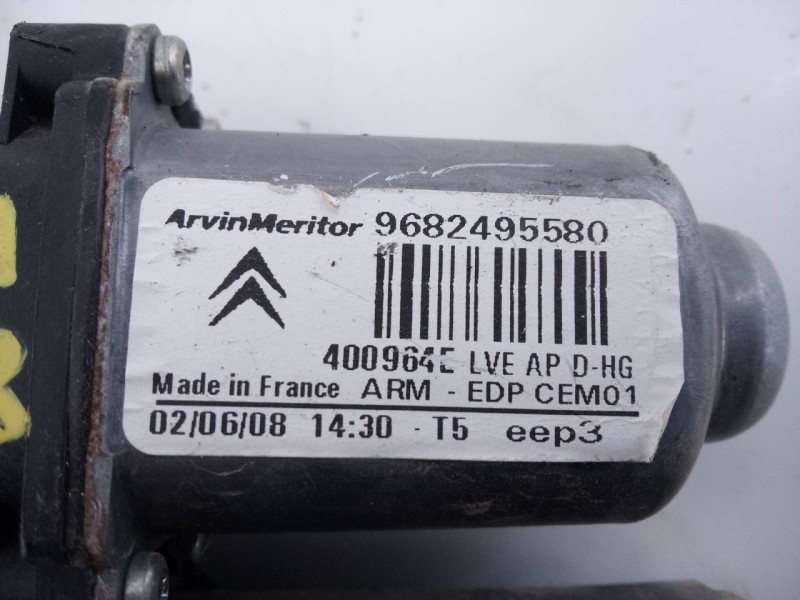 ArvinMeritor 9682495580
400964E LVE AP D-HG
Made in France ARM - EDP CEM01
02/06/08 14:30 - T5 eep3